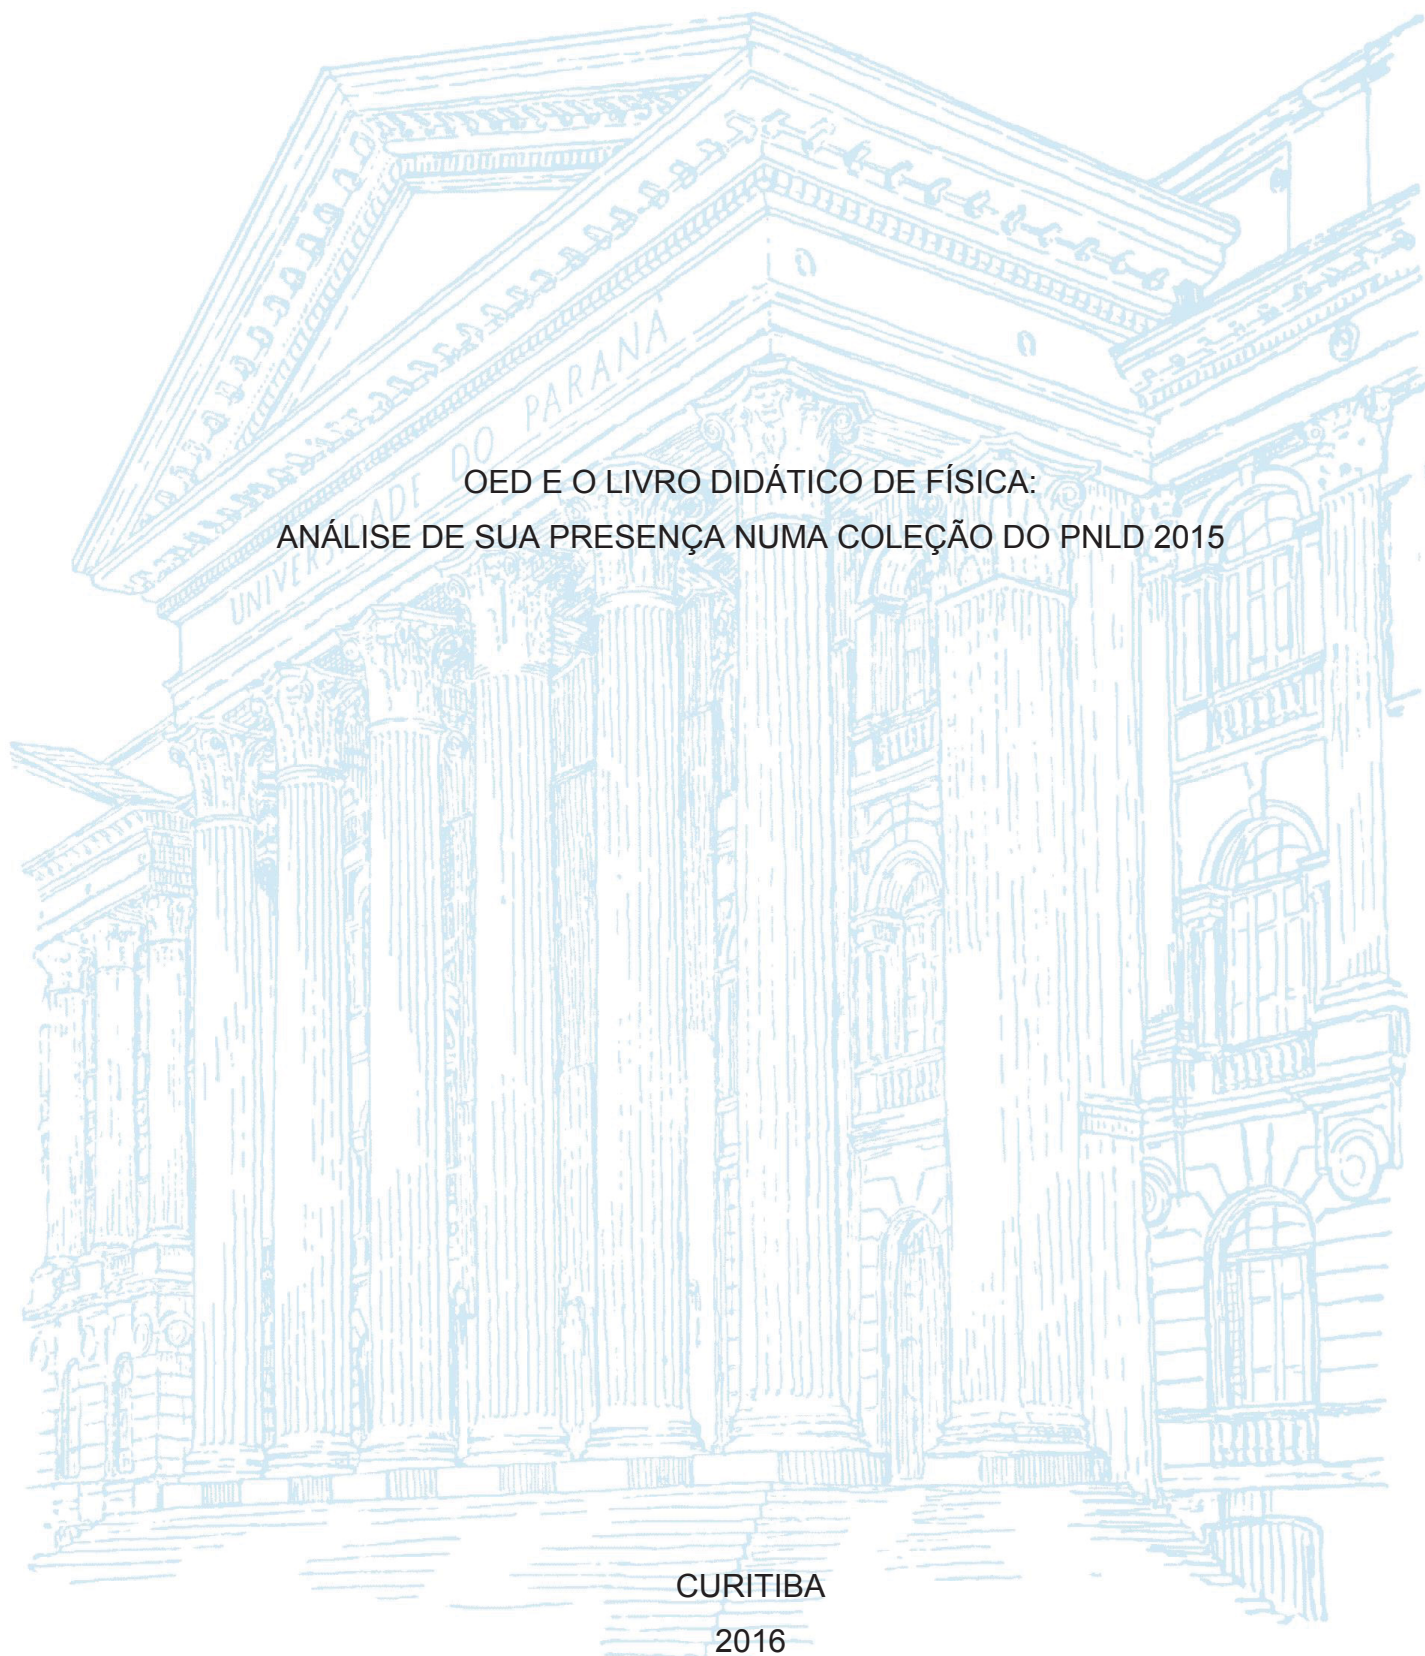 UNIVERSIDADE DO PARANÁ
OED E O LIVRO DIDÁTICO DE FÍSICA:
ANÁLISE DE SUA PRESENÇA NUMA COLEÇÃO DO PNLD 2015
CURITIBA
2016